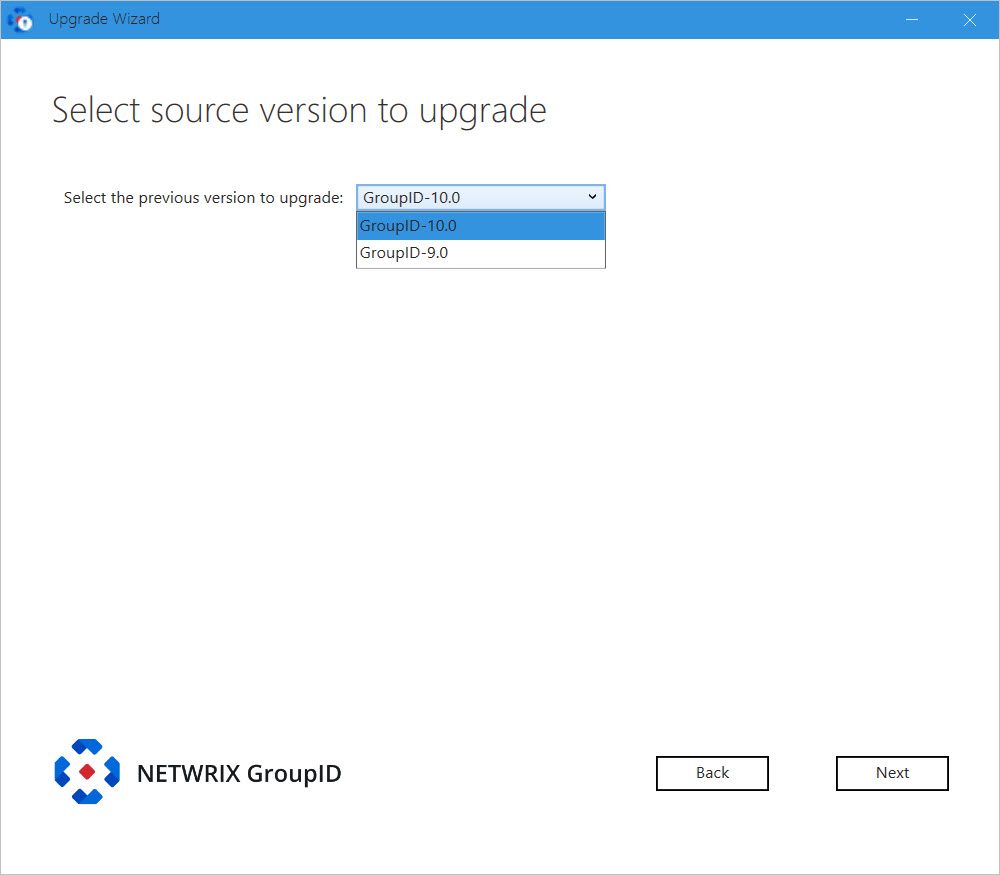 Upgrade Wizard
Select source version to upgrade
Select the previous version to upgrade: GroupID-10.0
GroupID-10.0
GroupID-9.0
NETWRIX GroupID
Back
Next